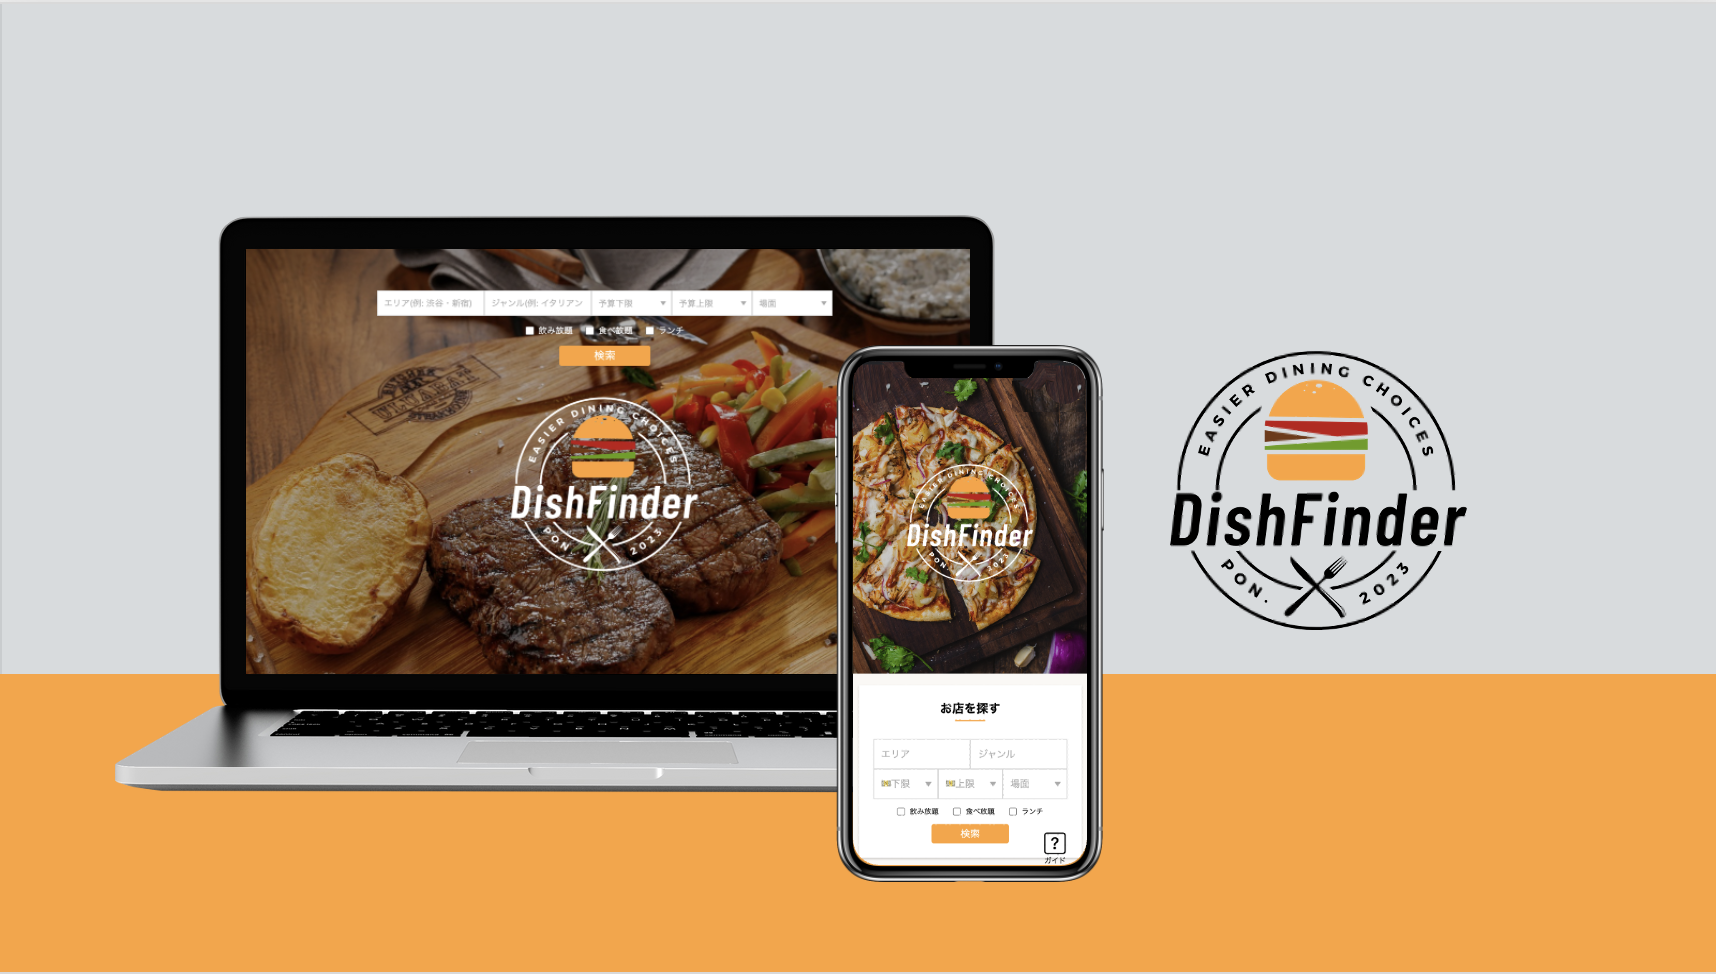 エリア(例: 渋谷・新宿) ジャンル(例: イタリアン 予算下限 予算上限 場面
飲み放題 食べ放題 ランチ
検索
EASIER DINING CHOICES
DishFinder
PON. 2023
EASIER DINING CHOICES
DishFinder
PON. 2023
お店を探す
エリア ジャンル
下限 上限 場面
飲み放題 食べ放題 ランチ
検索
?
ガイド
EASIER DINING CHOICES
DishFinder
PON. 2023